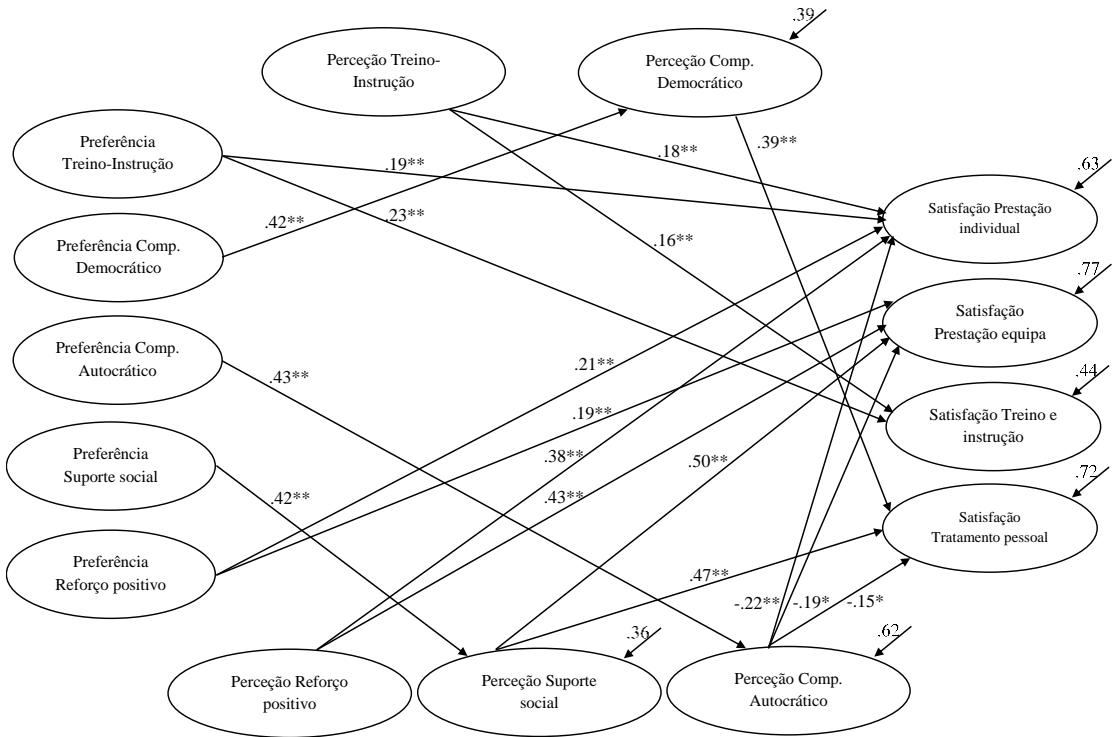 .39
Perceção Treino-
Instrução
Perceção Comp.
Democrático
Preferência
Treino-Instrução
.19**
.18**
.39**
.63
Satisfação Prestação
individual
.42**
.23**
.16**
Preferência Comp.
Democrático
.77
Satisfação
Prestação equipa
Preferência Comp.
Autocrático
.43**
.21**
.44
.19**
Satisfação Treino e
instrução
Preferência
Suporte social
.38**
.50**
.42**
.43**
.72
Satisfação
Tratamento pessoal
Preferência
Reforço positivo
.47**
-.22**
-.19*
-.15*
.36
.62
Perceção Reforço
positivo
Perceção Suporte
social
Perceção Comp.
Autocrático